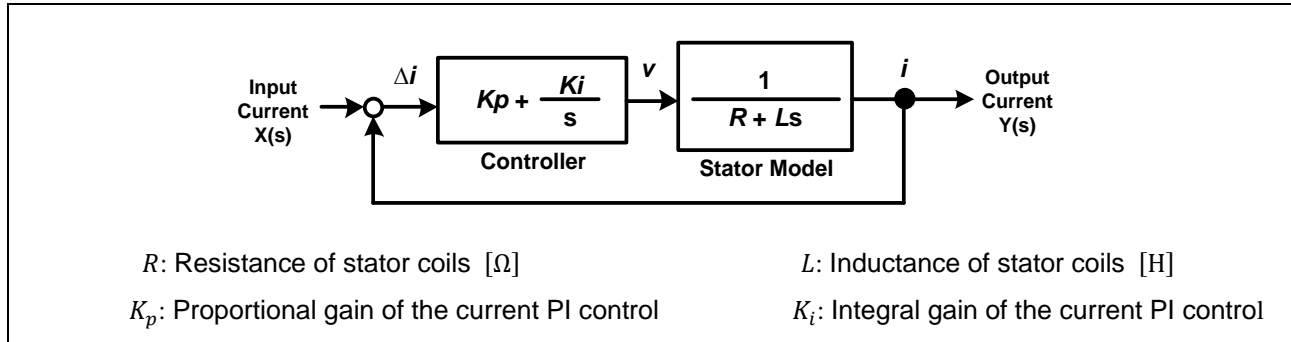 Input
Current
X(s)
Δi
Kp + Ki
s
Controller
v
1
R + Ls
Stator Model
i
Output
Current
Y(s)
R: Resistance of stator coils [Ω]
L: Inductance of stator coils [H]
Kp: Proportional gain of the current PI control
Ki: Integral gain of the current PI control